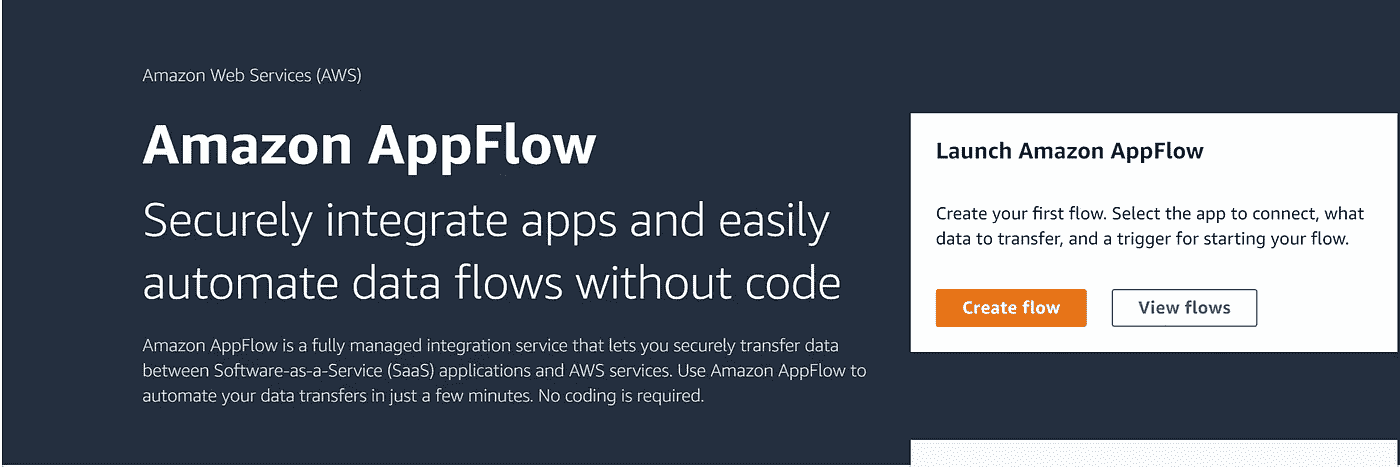 Amazon Web Services (AWS)
Amazon AppFlow
Securely integrate apps and easily
automate data flows without code
Amazon AppFlow is a fully managed integration service that lets you securely transfer data
between Software-as-a-Service (SaaS) applications and AWS services. Use Amazon AppFlow to
automate your data transfers in just a few minutes. No coding is required.
Launch Amazon AppFlow
Create your first flow. Select the app to connect, what
data to transfer, and a trigger for starting your flow.
Create flow
View flows